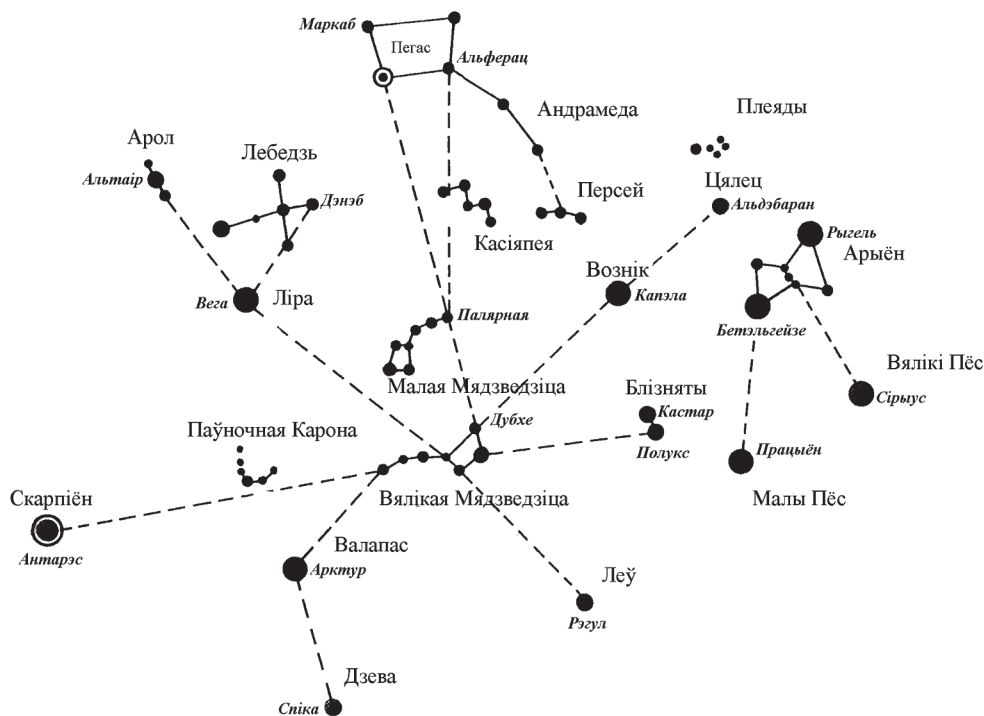 Маркаб
Пегас
Альферац
Андрамеда
Плеяды
Арол
Лебедзь
Альтаір
Дэнэб
Персей
Цялец
Альдэбаран
Касіяпея
Рыгель
Арыён
Вознік
Вега
Ліра
Капэла
Палярная
Бетэльгейзе
Малая Мядзведзіца
Вялікі Пёс
Блізняты
Сірыус
Кастар
Дубхе
Паўночная Карона
Полукс
Працыён
Скарпіён
Вялікая Мядзведзіца
Малы Пёс
Антарэс
Валапас
Арктур
Леў
Рэгул
Дзева
Спіка